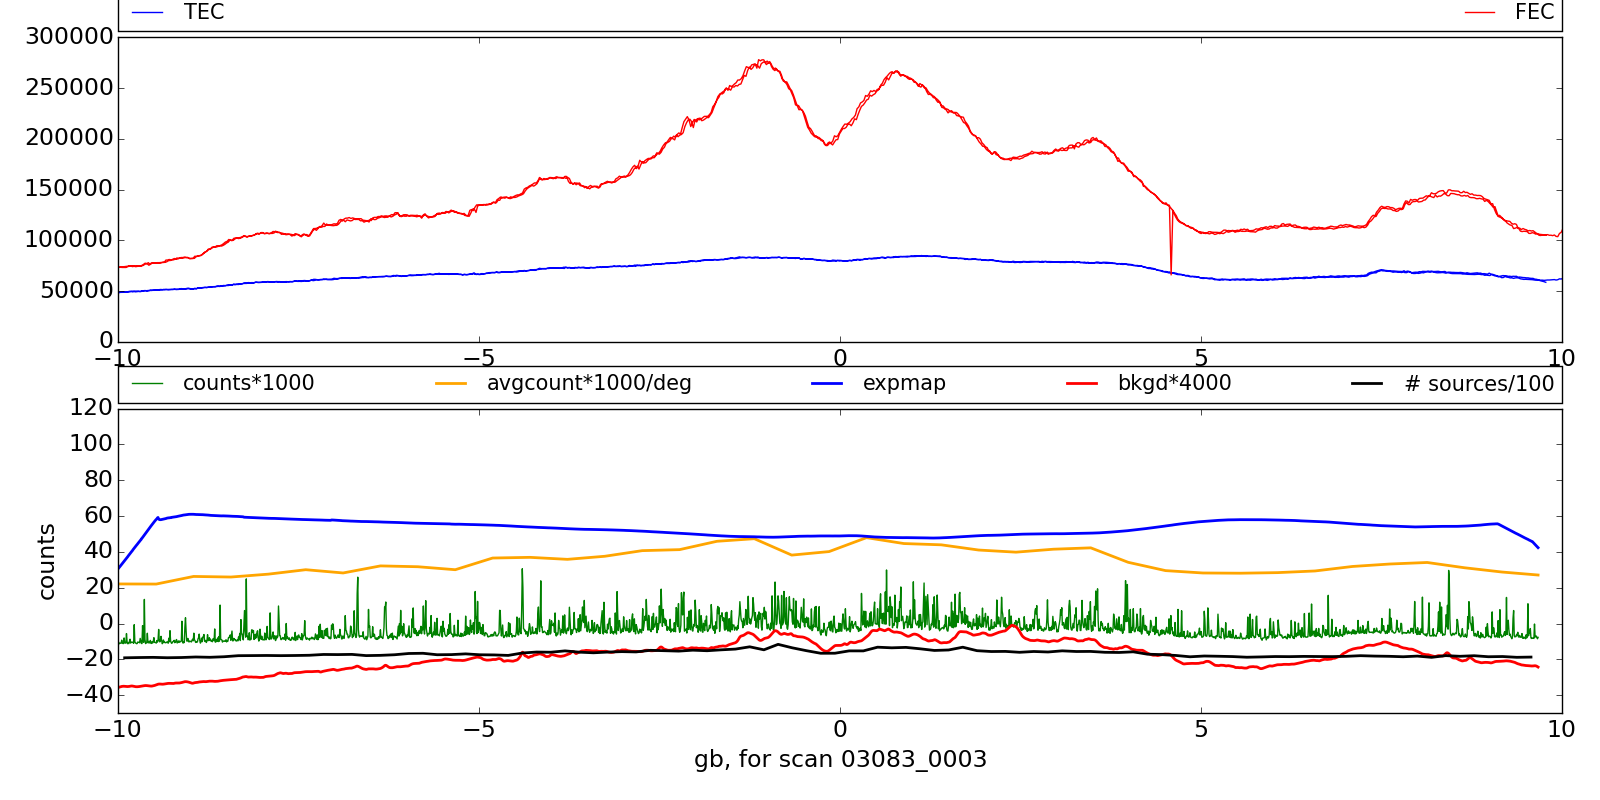 TEC FEC
300000
250000
200000
150000
100000
50000
0
−10 −5 0 5 10
counts*1000 avgcount*1000/deg expmap bkgd*4000 # sources/100
120
100
80
60
40
20
0
−20
−40
counts
−10 −5 0 5 10
gb, for scan 03083_0003